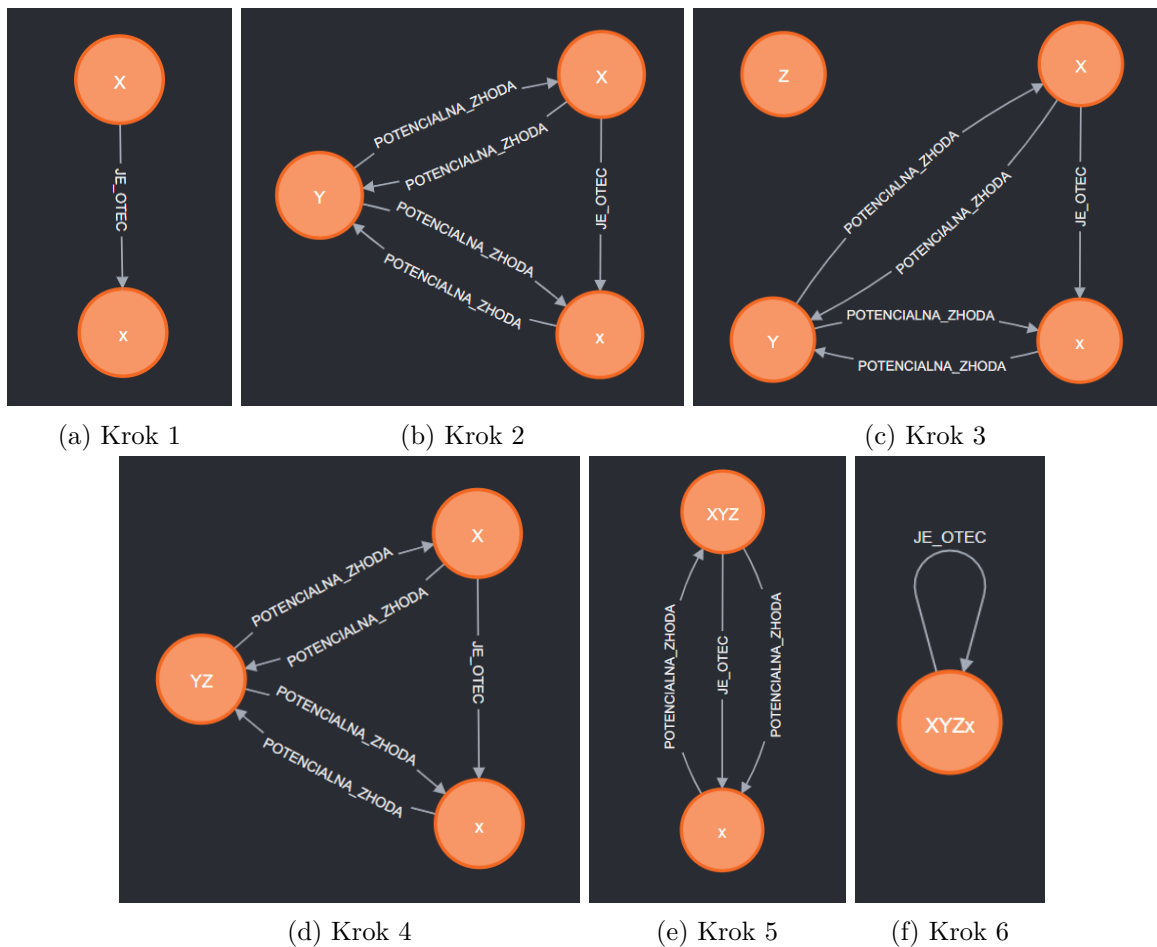 X
JE_OTEC
x
(a) Krok 1
X
POTENCIALNA_ZHODA
POTENCIALNA_ZHODA
Y
JE_OTEC
POTENCIALNA_ZHODA
POTENCIALNA_ZHODA
x
(b) Krok 2
Z
X
POTENCIALNA_ZHODA
POTENCIALNA_ZHODA
JE_OTEC
Y
POTENCIALNA_ZHODA
POTENCIALNA_ZHODA
x
(c) Krok 3
X
POTENCIALNA_ZHODA
POTENCIALNA_ZHODA
YZ
JE_OTEC
POTENCIALNA_ZHODA
POTENCIALNA_ZHODA
x
(d) Krok 4
XYZ
POTENCIALNA_ZHODA
JE_OTEC
POTENCIALNA_ZHODA
x
(e) Krok 5
JE_OTEC
XYZx
(f) Krok 6